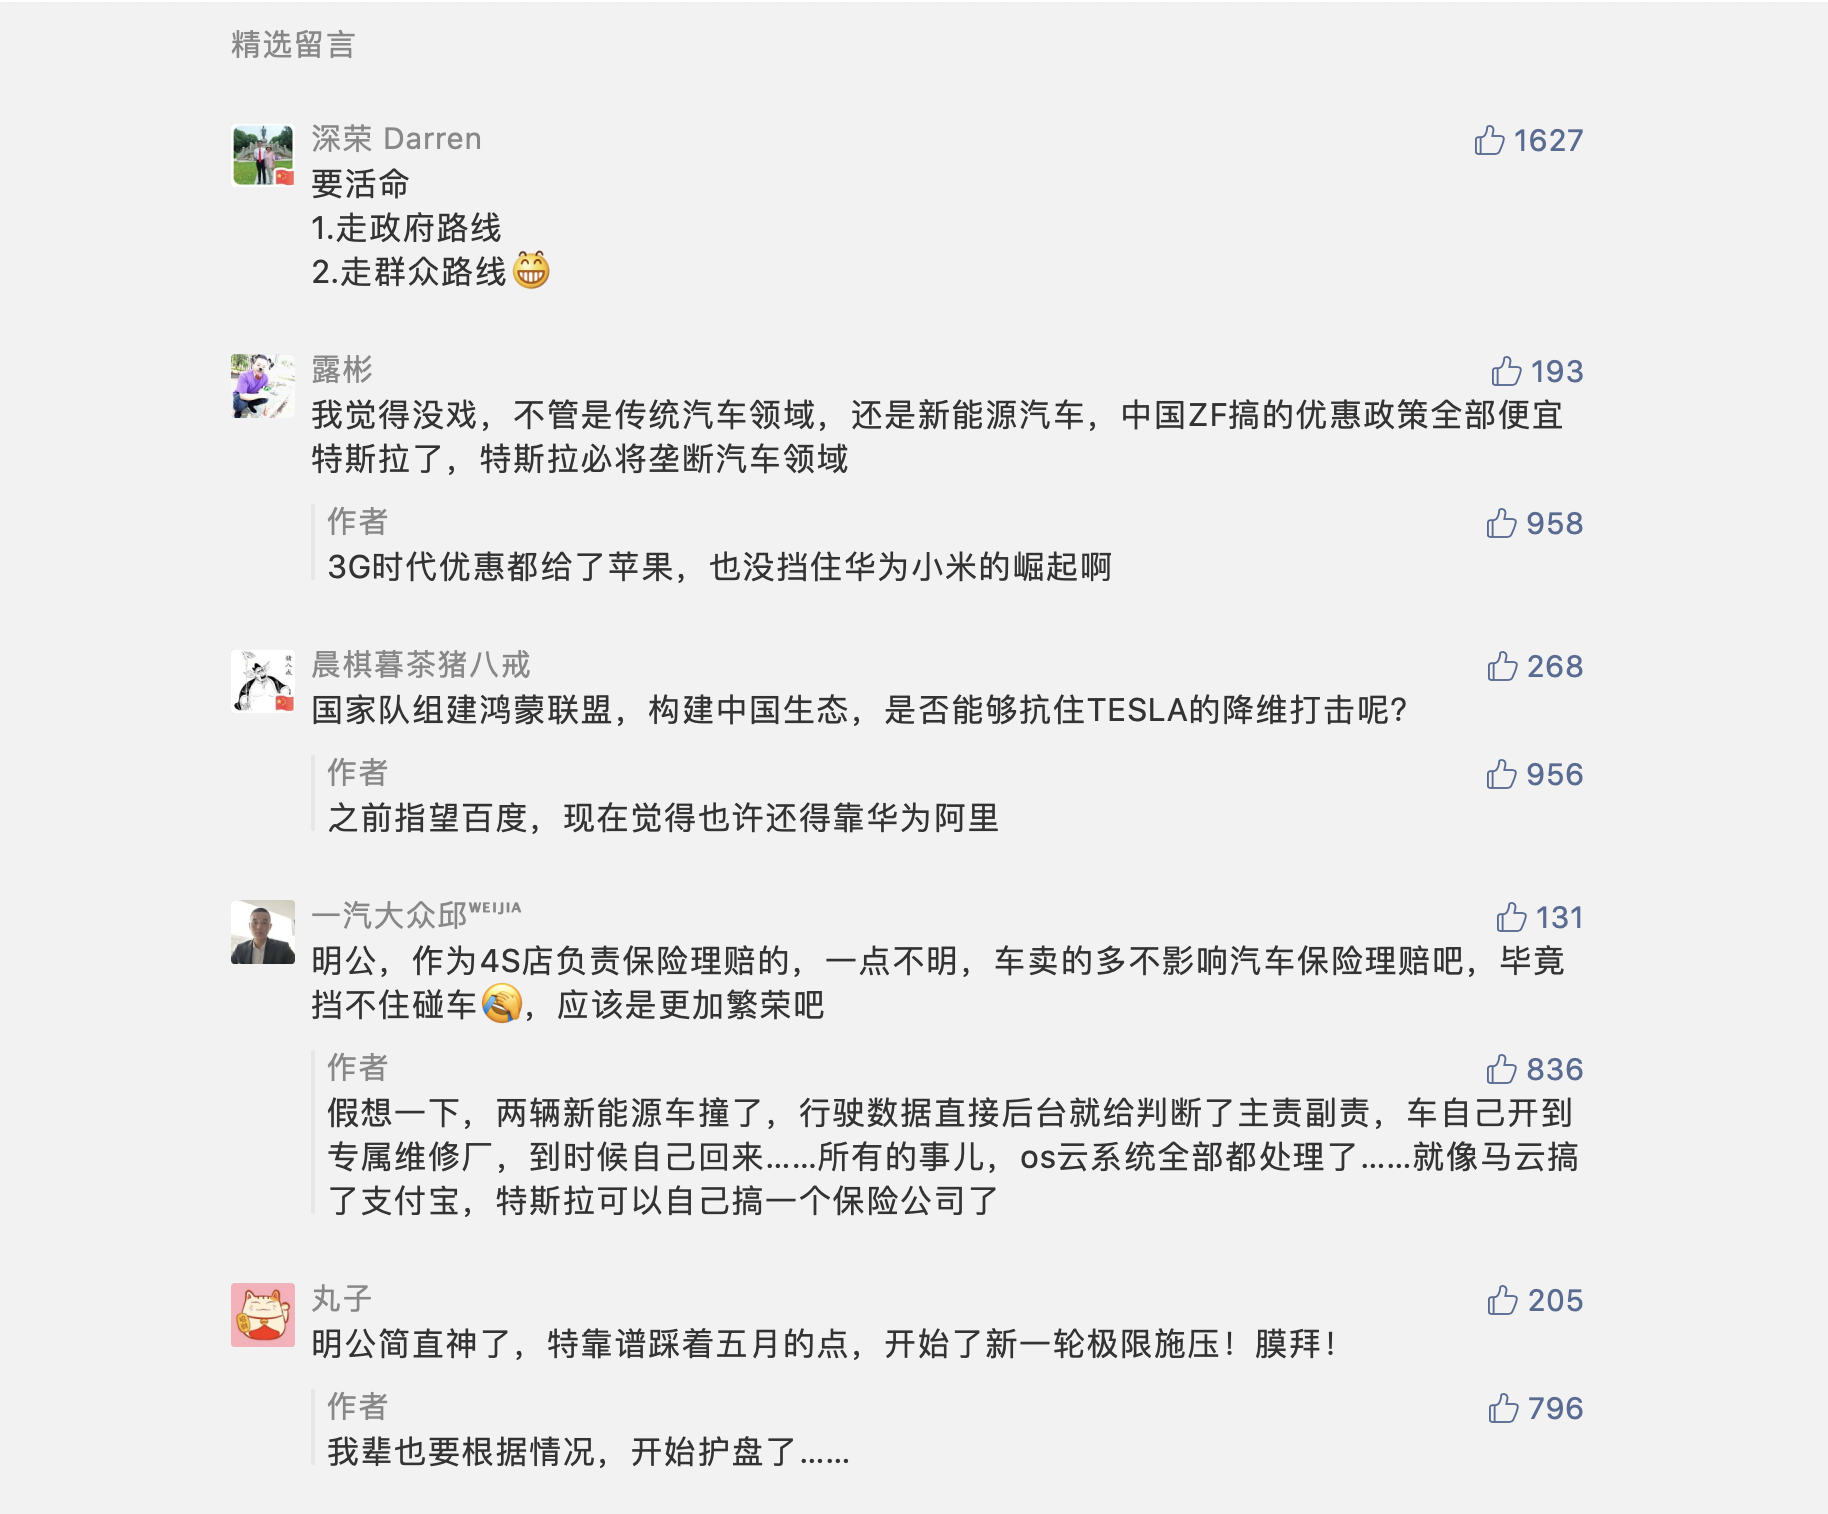 精选留言
深荣 Darren
1627
要活命
1.走政府路线
2.走群众路线😁
露彬
193
我觉得没戏，不管是传统汽车领域，还是新能源汽车，中国ZF搞的优惠政策全部便宜
特斯拉了，特斯拉必将垄断汽车领域
作者
958
3G时代优惠都给了苹果，也没挡住华为小米的崛起啊
晨棋暮茶猪八戒
268
国家队组建鸿蒙联盟，构建中国生态，是否能够抗住TESLA的降维打击呢？
作者
956
之前指望百度，现在觉得也许还得靠华为阿里
一汽大众邱ᵂᴱᴵᴶᴵᴬ
131
明公，作为4S店负责保险理赔的，一点不明，车卖的多不影响汽车保险理赔吧，毕竟
挡不住碰车🤦，应该是更加繁荣吧
作者
836
假想一下，两辆新能源车撞了，行驶数据直接后台就给判断了主责副责，车自己开到
专属维修厂，到时候自己回来……所有的事儿，os云系统全部都处理了……就像马云搞
了支付宝，特斯拉可以自己搞一个保险公司了
丸子
205
明公简直神了，特靠谱踩着五月的点，开始了新一轮极限施压！膜拜！
作者
796
我辈也要根据情况，开始护盘了……